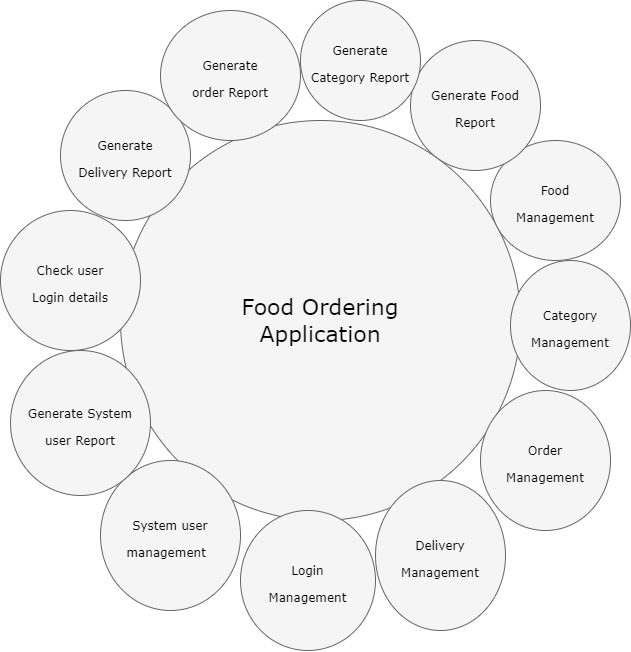 Generate
Category Report
Generate
order Report
Generate Food
Report
Generate
Delivery Report
Food
Management
Check user
Login details
Food Ordering
Application
Category
Management
Generate System
user Report
Order
Management
System user
management
Delivery
Management
Login
Management